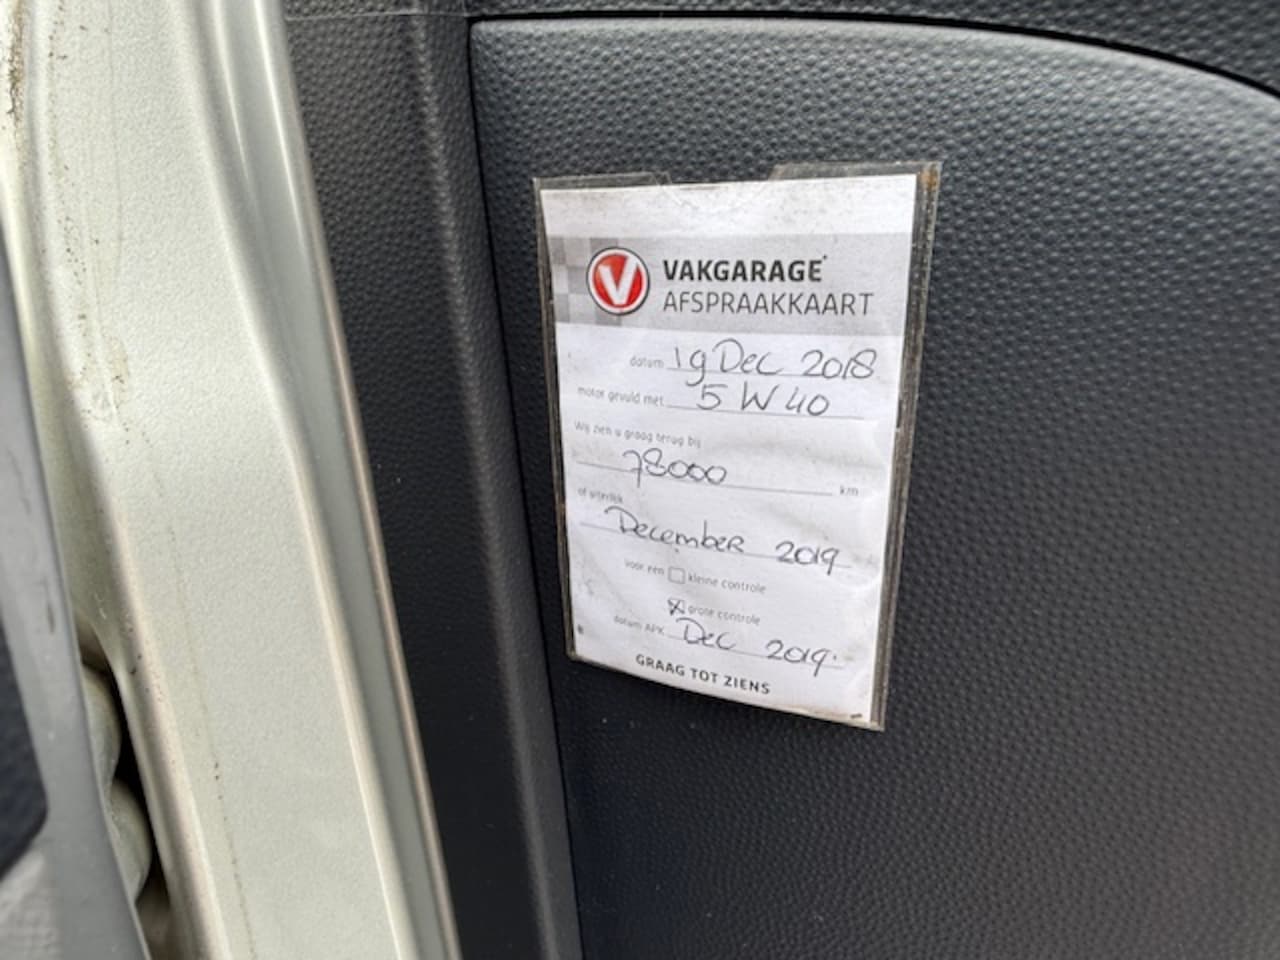 V
VAKGARAGE
AFSPRAAKKAART
datum 19 Dec 2018
motor gevuld met 5 W 40
Wij zien u graag terug bij
78000 km
of uiterlijk
December 2019
voor een kleine controle
grote controle
datum APK Dec 2019.
GRAAG TOT ZIENS